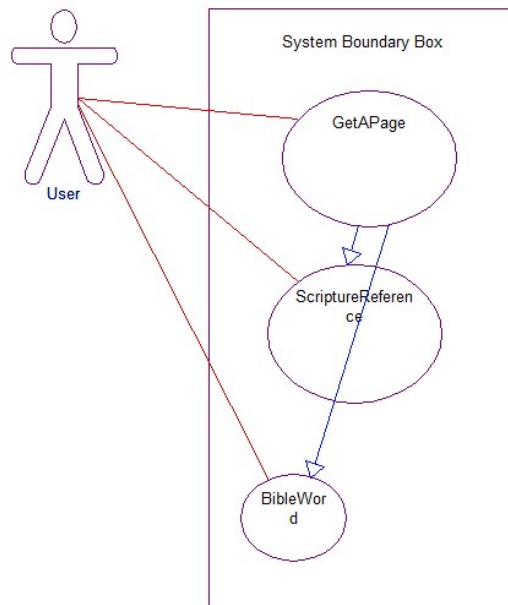 System Boundary Box
GetAPage
User
ScriptureReferen
ce
BibleWor
d